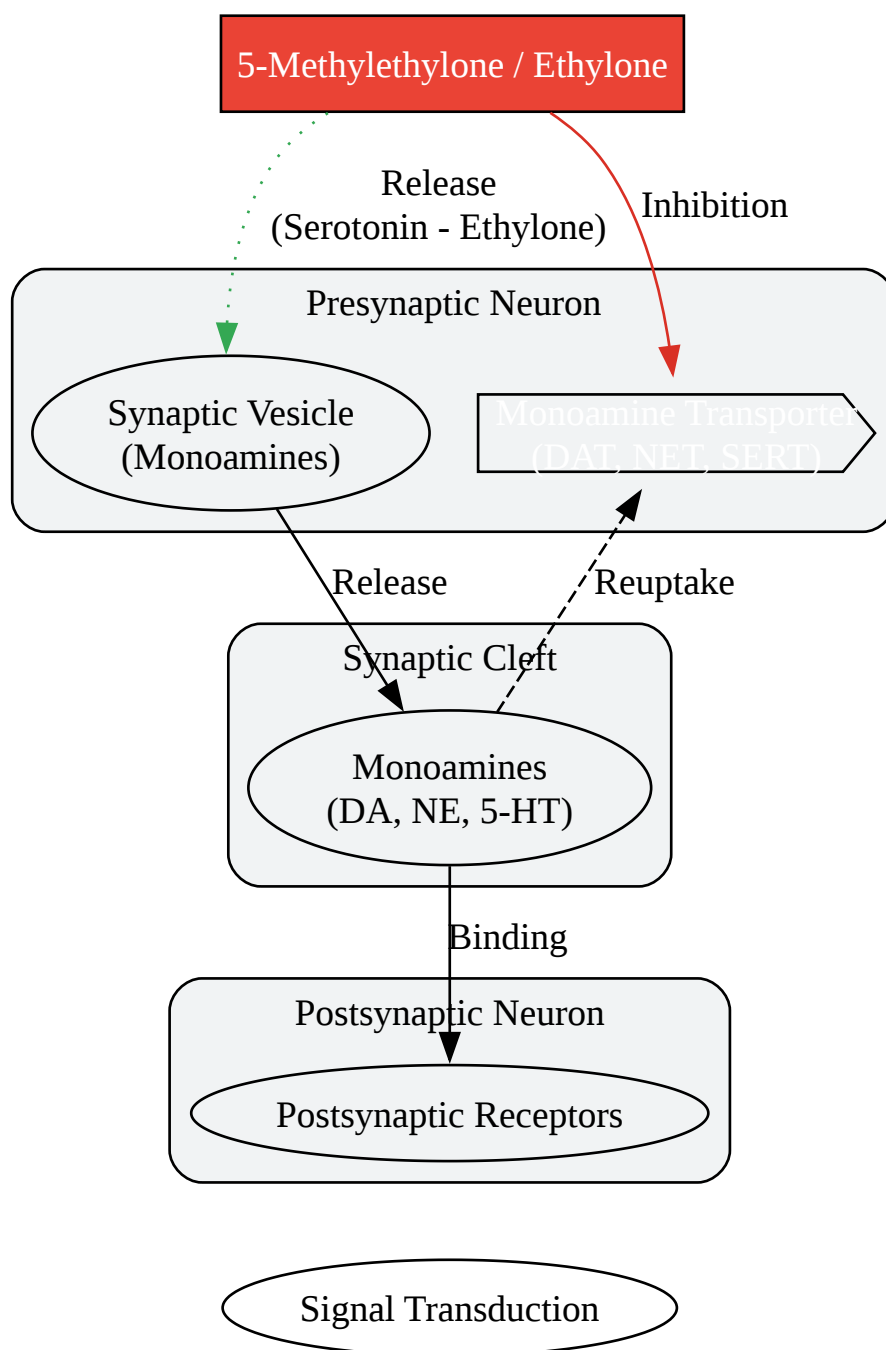 5-Methylethylone / Ethylone
Release
(Serotonin - Ethylone)
Inhibition
Presynaptic Neuron
Synaptic Vesicle
(Monoamines)
Monoamine Transporter
(DAT, NET, SERT)
Release
Reuptake
Synaptic Cleft
Monoamines
(DA, NE, 5-HT)
Binding
Postsynaptic Neuron
Postsynaptic Receptors
Signal Transduction